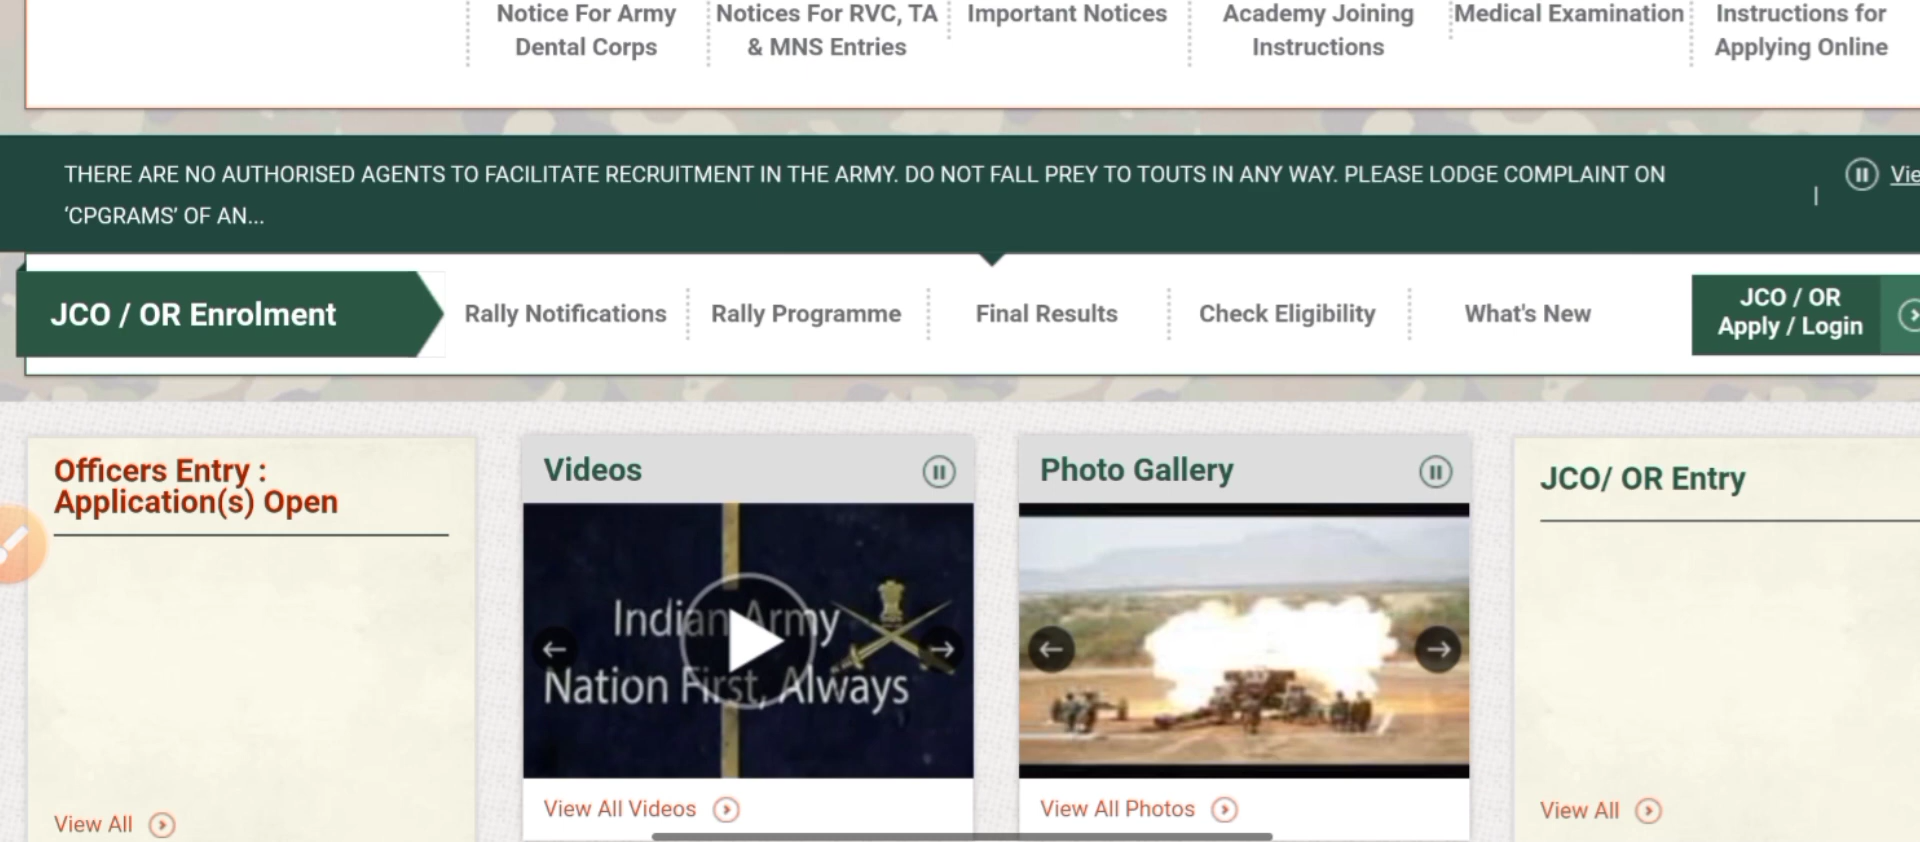 Notice For Army
Dental Corps
Notices For RVC, TA
& MNS Entries
Important Notices
Academy Joining
Instructions
Medical Examination
Instructions for
Applying Online
THERE ARE NO AUTHORISED AGENTS TO FACILITATE RECRUITMENT IN THE ARMY. DO NOT FALL PREY TO TOUTS IN ANY WAY. PLEASE LODGE COMPLAINT ON
‘CPGRAMS’ OF AN...
|
Vie
JCO / OR Enrolment
Rally Notifications
Rally Programme
Final Results
Check Eligibility
What's New
JCO / OR
Apply / Login
Officers Entry :
Application(s) Open
View All
Videos
Indian Army
Nation First, Always
View All Videos
Photo Gallery
View All Photos
JCO/ OR Entry
View All